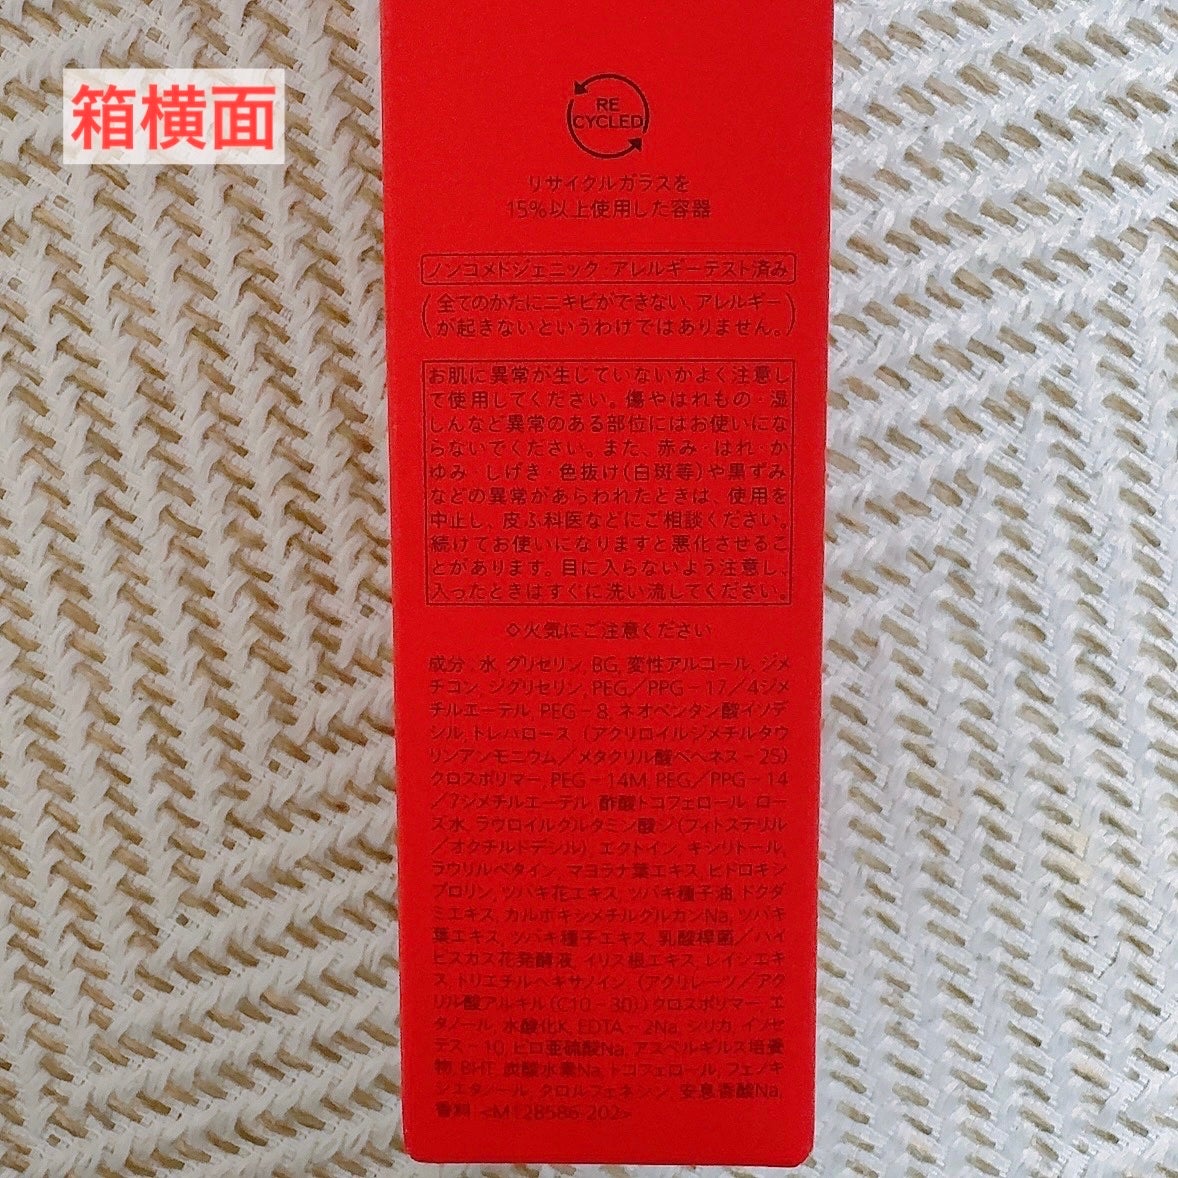 箱横面
RE
CYCLED
リサイクルガラスを
15%以上使用した容器
ノンコメドジェニック、アレルギーテスト済み
(全てのかたにニキビができない、アレルギー
が起きないというわけではありません。)
お肌に異常が生じていないかよく注意し
て使用してください。傷やはれもの・湿
しんなど異常のある部位にはお使いにな
らないでください。また、赤み・はれ・か
ゆみ・しげき・色抜け(白斑等)や黒ずみ
などの異常があらわれたときは、使用を
中止し、皮ふ科医などにご相談ください。
続けてお使いになりますと悪化させるこ
とがあります。目に入らないよう注意し、
入ったときはすぐに洗い流してください。
◇火気にご注意ください
成分 水, グリセリン, BG, 変性アルコール, ジメ
チコン, ジグリセリン, PEG/PPG-17/4ジメ
チルエーテル, PEG-8, ネオペンタン酸イソデ
シル, トレハロース, (アクリロイルジメチルタウ
リンアンモニウム/メタクリル酸ベヘネス-25)
クロスポリマー, PEG-14M, PEG/PPG-14
/7ジメチルエーテル, 酢酸トコフェロール, ロー
ズ水, ラウロイルグルタミン酸ジ(フィトステリル
/オクチルドデシル), エクトイン, キシリトール,
ラウリルベタイン, マヨラナ葉エキス, ヒドロキシ
プロリン, ツバキ花エキス, ツバキ種子油, ドクダ
ミエキス, カルボキシメチルグルカンNa, ツバキ
葉エキス, ツバキ種子エキス, 乳酸桿菌/ハイ
ビスカス花発酵液, イリス根エキス, レイシエキ
ス, トリエチルヘキサノイン, (アクリレーツ/アク
リル酸アルキル(C10-30))クロスポリマー, エ
タノール, 水酸化K, EDTA-2Na, シリカ, イソセ
テス-10, ピロ亜硫酸Na, アスペルギルス培養
物, BHT, 炭酸水素Na, トコフェロール, フェノキ
シエタノール, クロルフェネシン, 安息香酸Na,
香料 <M 28586-202>